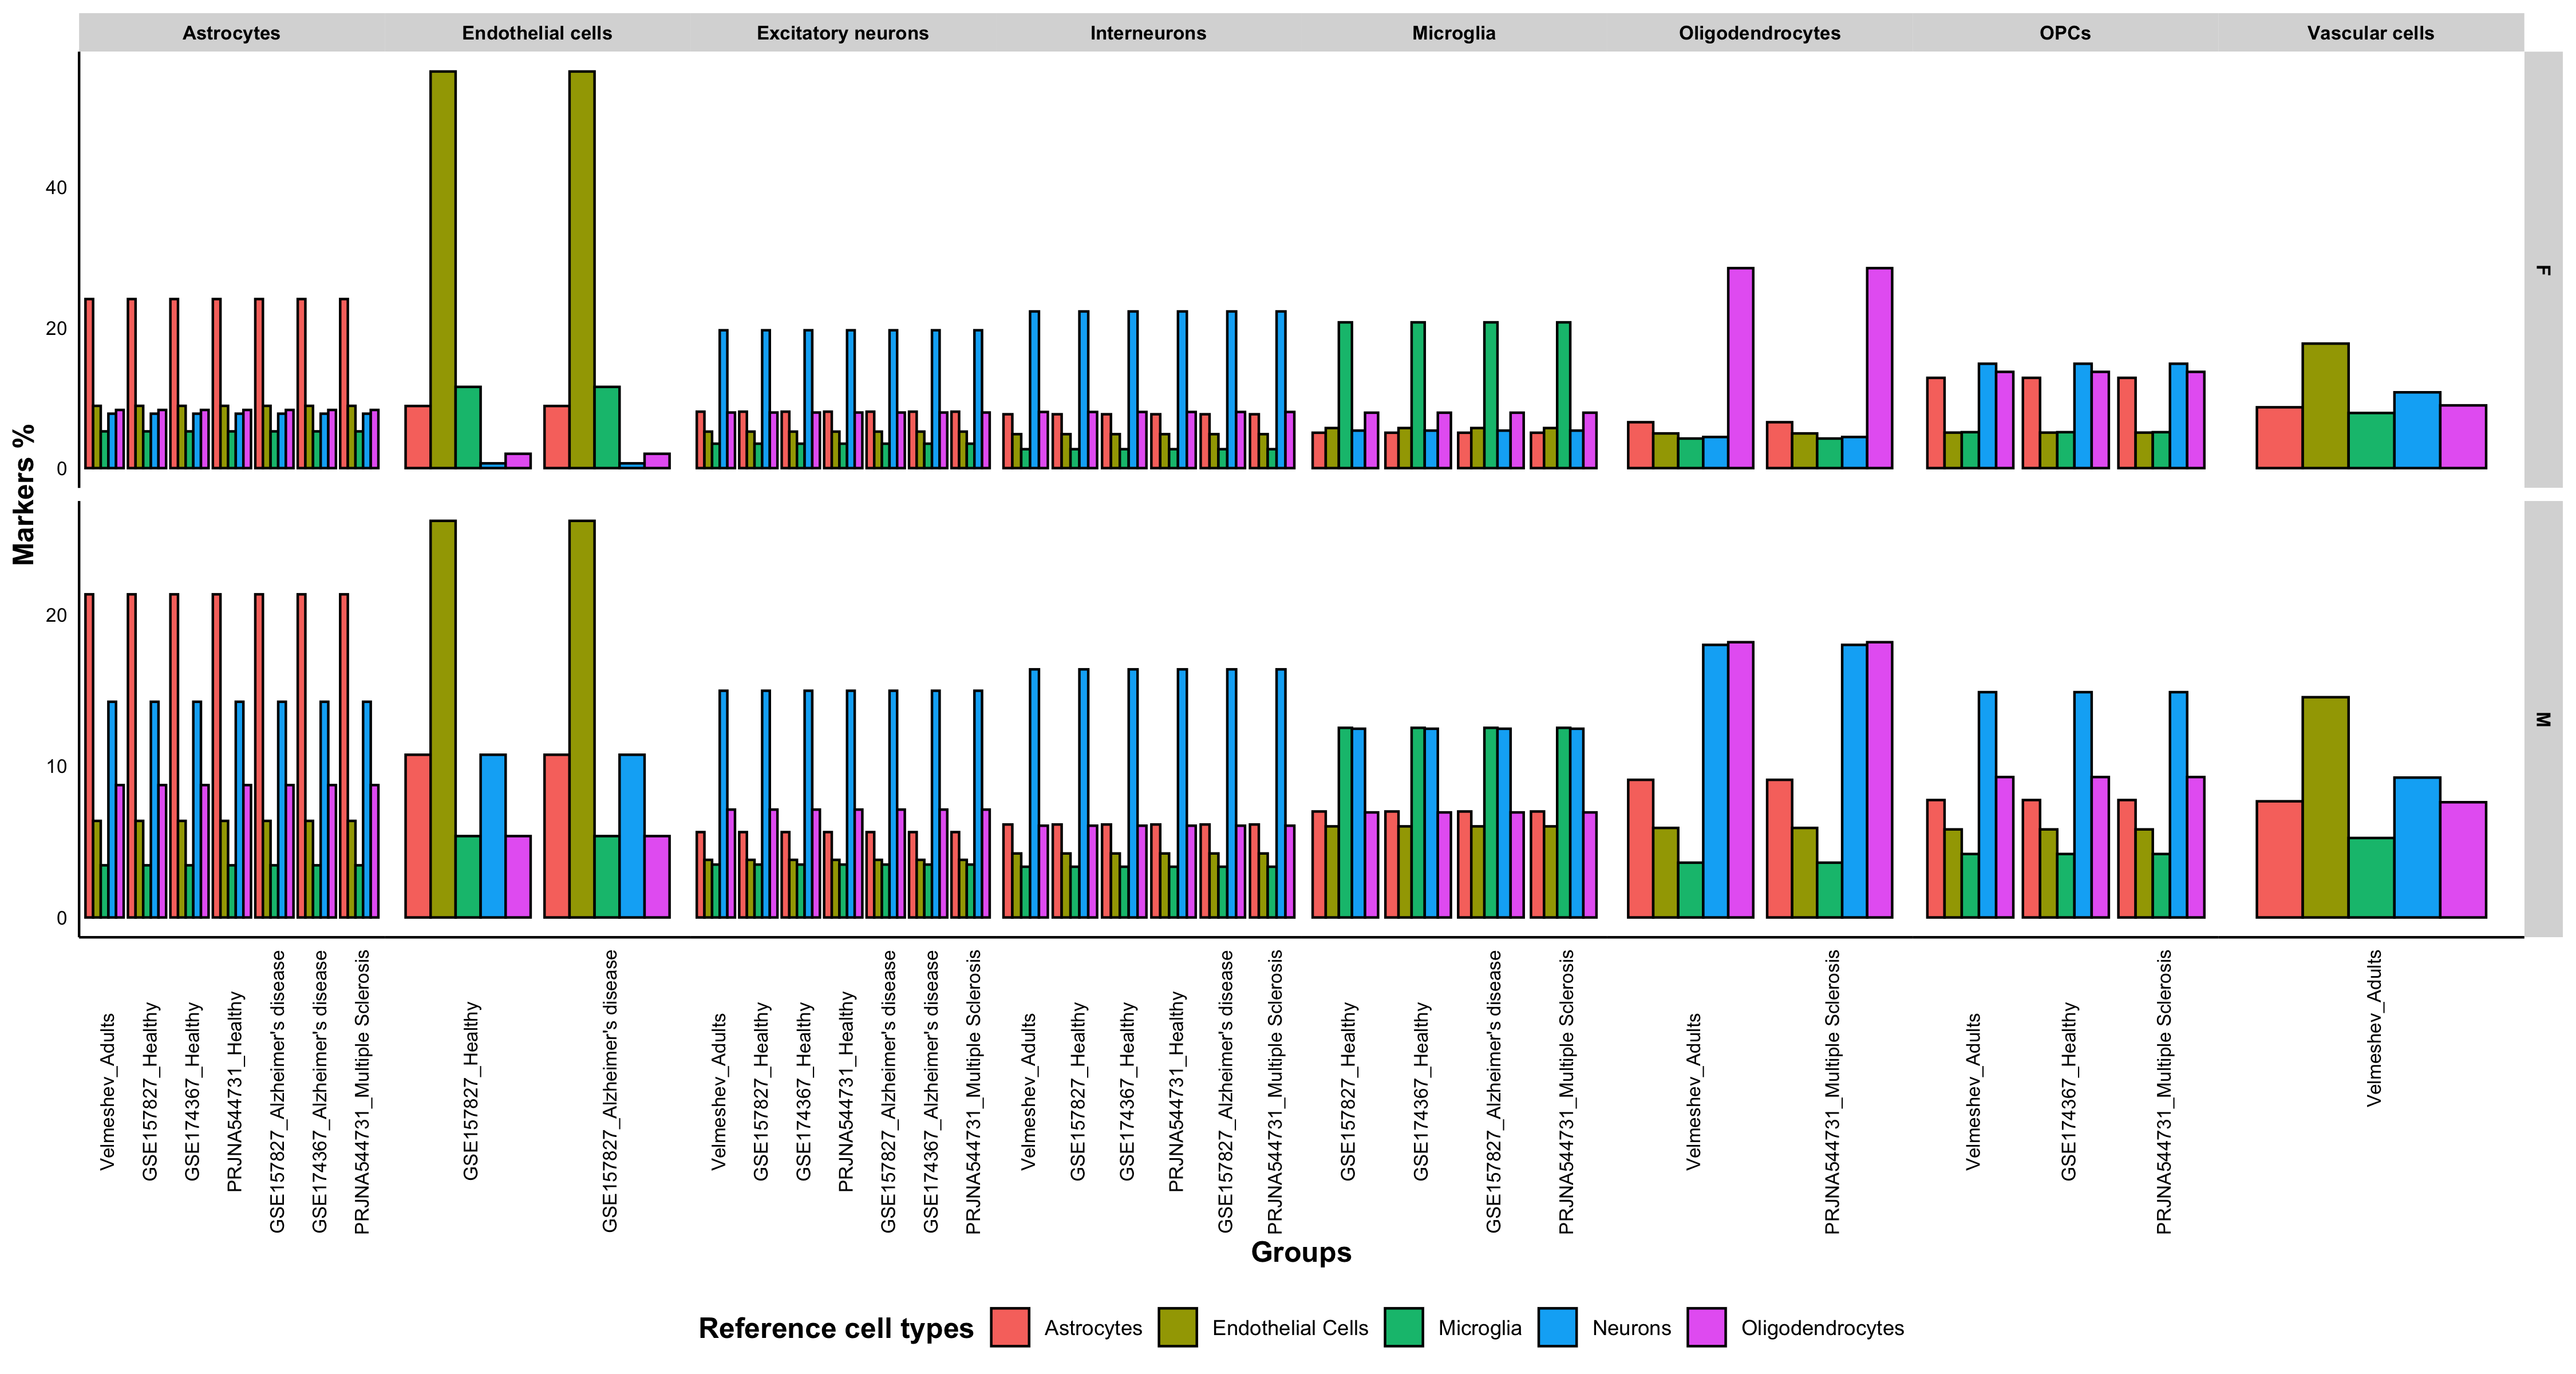 Astrocytes Endothelial cells Excitatory neurons Interneurons Microglia Oligodendrocytes OPCs Vascular cells
F
M
Markers %
40
20
0
20
10
0
Velmeshev_Adults
GSE157827_Healthy
GSE174367_Healthy
PRJNA544731_Healthy
GSE157827_Alzheimer's disease
GSE174367_Alzheimer's disease
PRJNA544731_Multiple Sclerosis
GSE157827_Healthy
GSE157827_Alzheimer's disease
Velmeshev_Adults
GSE157827_Healthy
GSE174367_Healthy
PRJNA544731_Healthy
GSE157827_Alzheimer's disease
GSE174367_Alzheimer's disease
PRJNA544731_Multiple Sclerosis
Velmeshev_Adults
GSE157827_Healthy
GSE174367_Healthy
PRJNA544731_Healthy
GSE157827_Alzheimer's disease
PRJNA544731_Multiple Sclerosis
GSE157827_Healthy
GSE174367_Healthy
GSE157827_Alzheimer's disease
PRJNA544731_Multiple Sclerosis
Velmeshev_Adults
PRJNA544731_Multiple Sclerosis
Velmeshev_Adults
GSE174367_Healthy
PRJNA544731_Multiple Sclerosis
Velmeshev_Adults
Groups
Reference cell types Astrocytes Endothelial Cells Microglia Neurons Oligodendrocytes